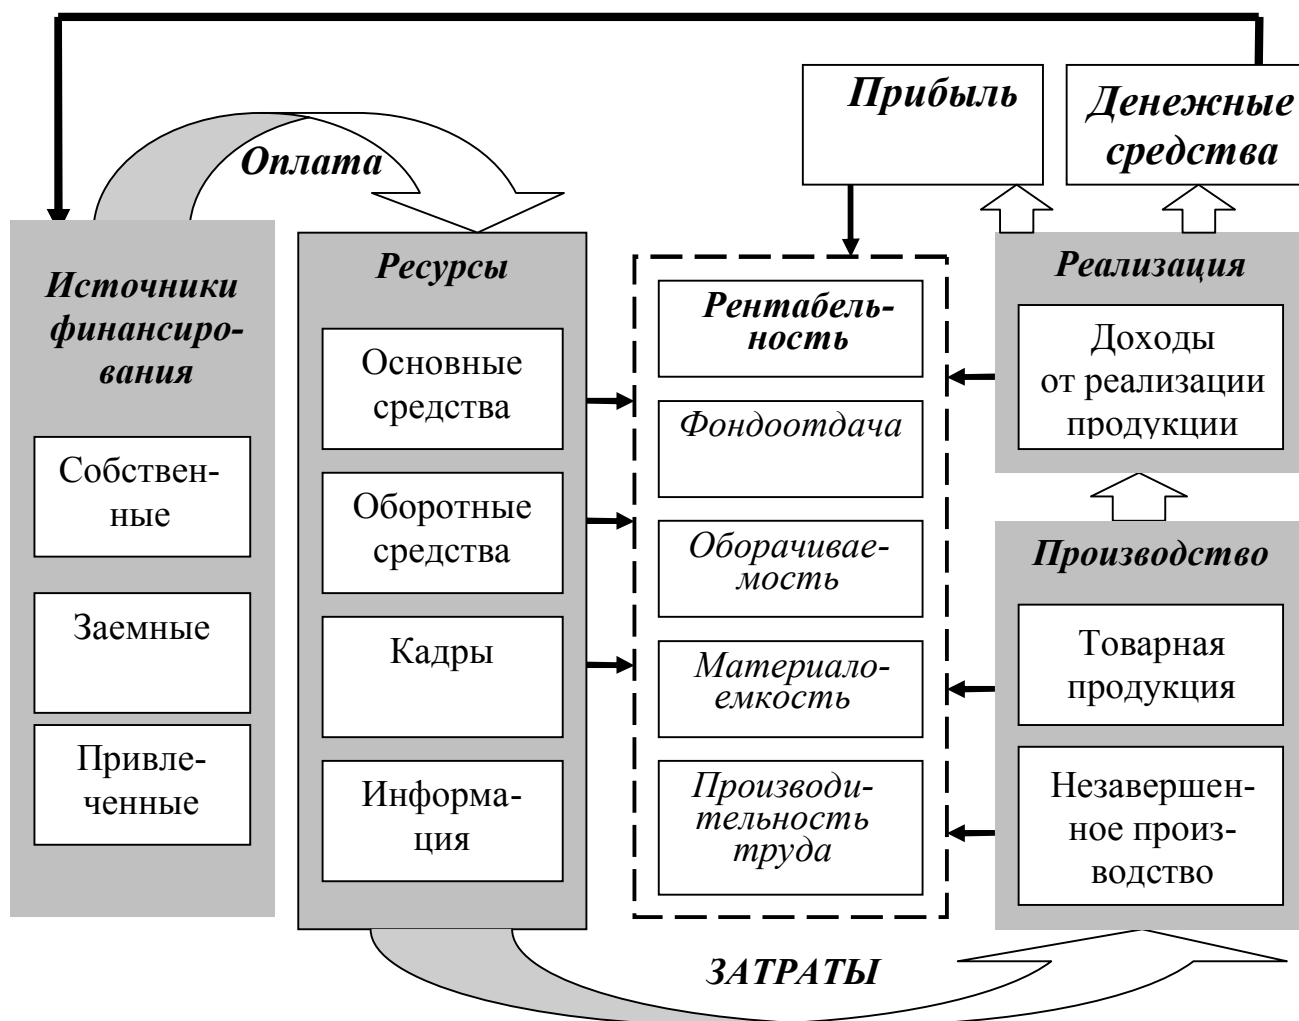 Прибыль
Денежные
средства
Оплата
Источники
финансиро-
вания
Собствен-
ные
Заемные
Привле-
ченные
Ресурсы
Основные
средства
Оборотные
средства
Кадры
Информа-
ция
Рентабель-
ность
Фондоотдача
Оборачивае-
мость
Материало-
емкость
Производи-
тельность
труда
Реализация
Доходы
от реализации
продукции
Производство
Товарная
продукция
Незавершен-
ное произ-
водство
ЗАТРАТЫ